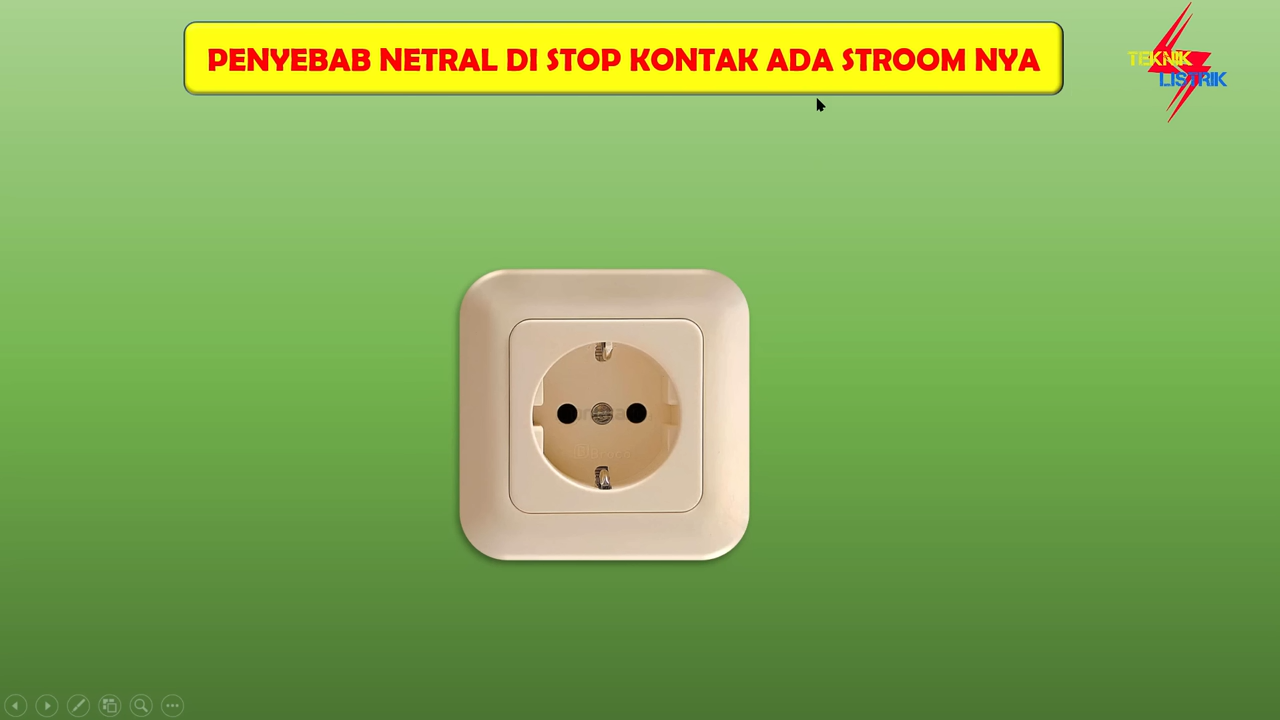 PENYEBAB NETRAL DI STOP KONTAK ADA STROOM NYA
TEKNIK
LISTRIK